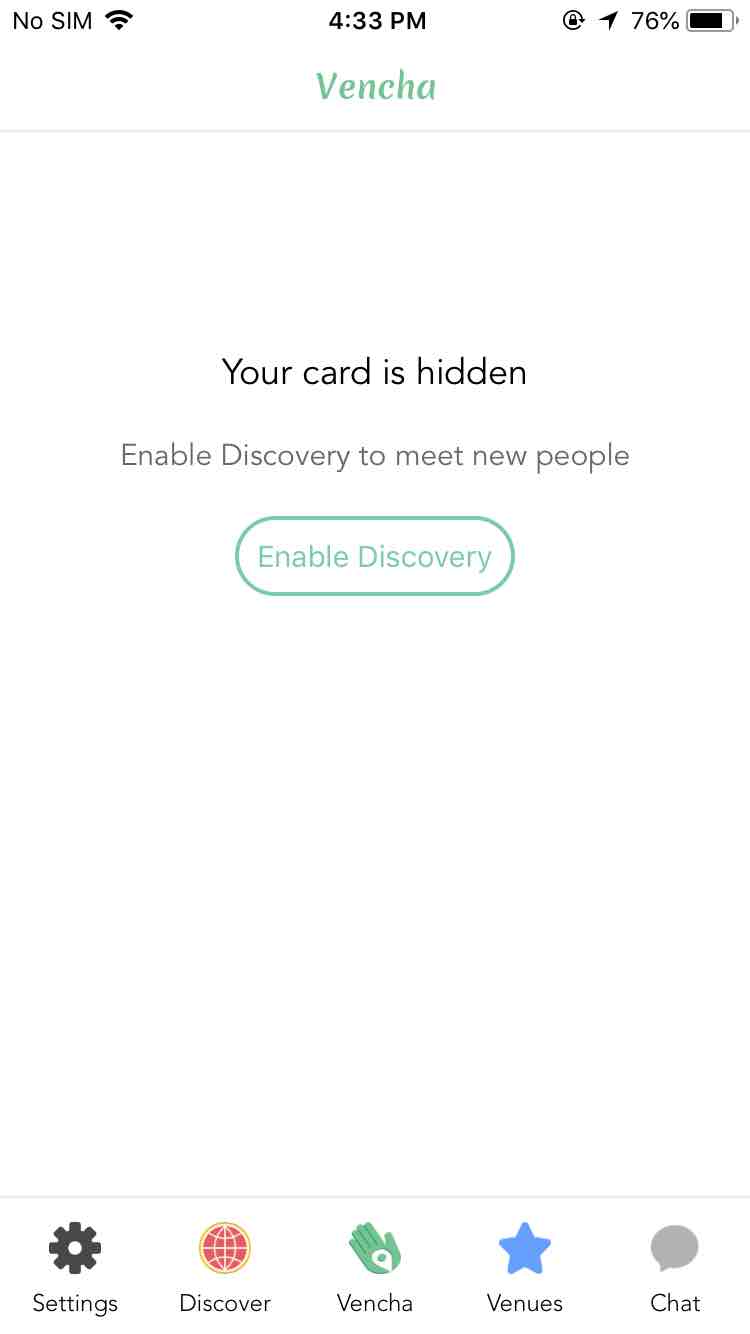 No SIM 4:33 PM 76%
Vencha
Your card is hidden
Enable Discovery to meet new people
Enable Discovery
Settings Discover Vencha Venues Chat